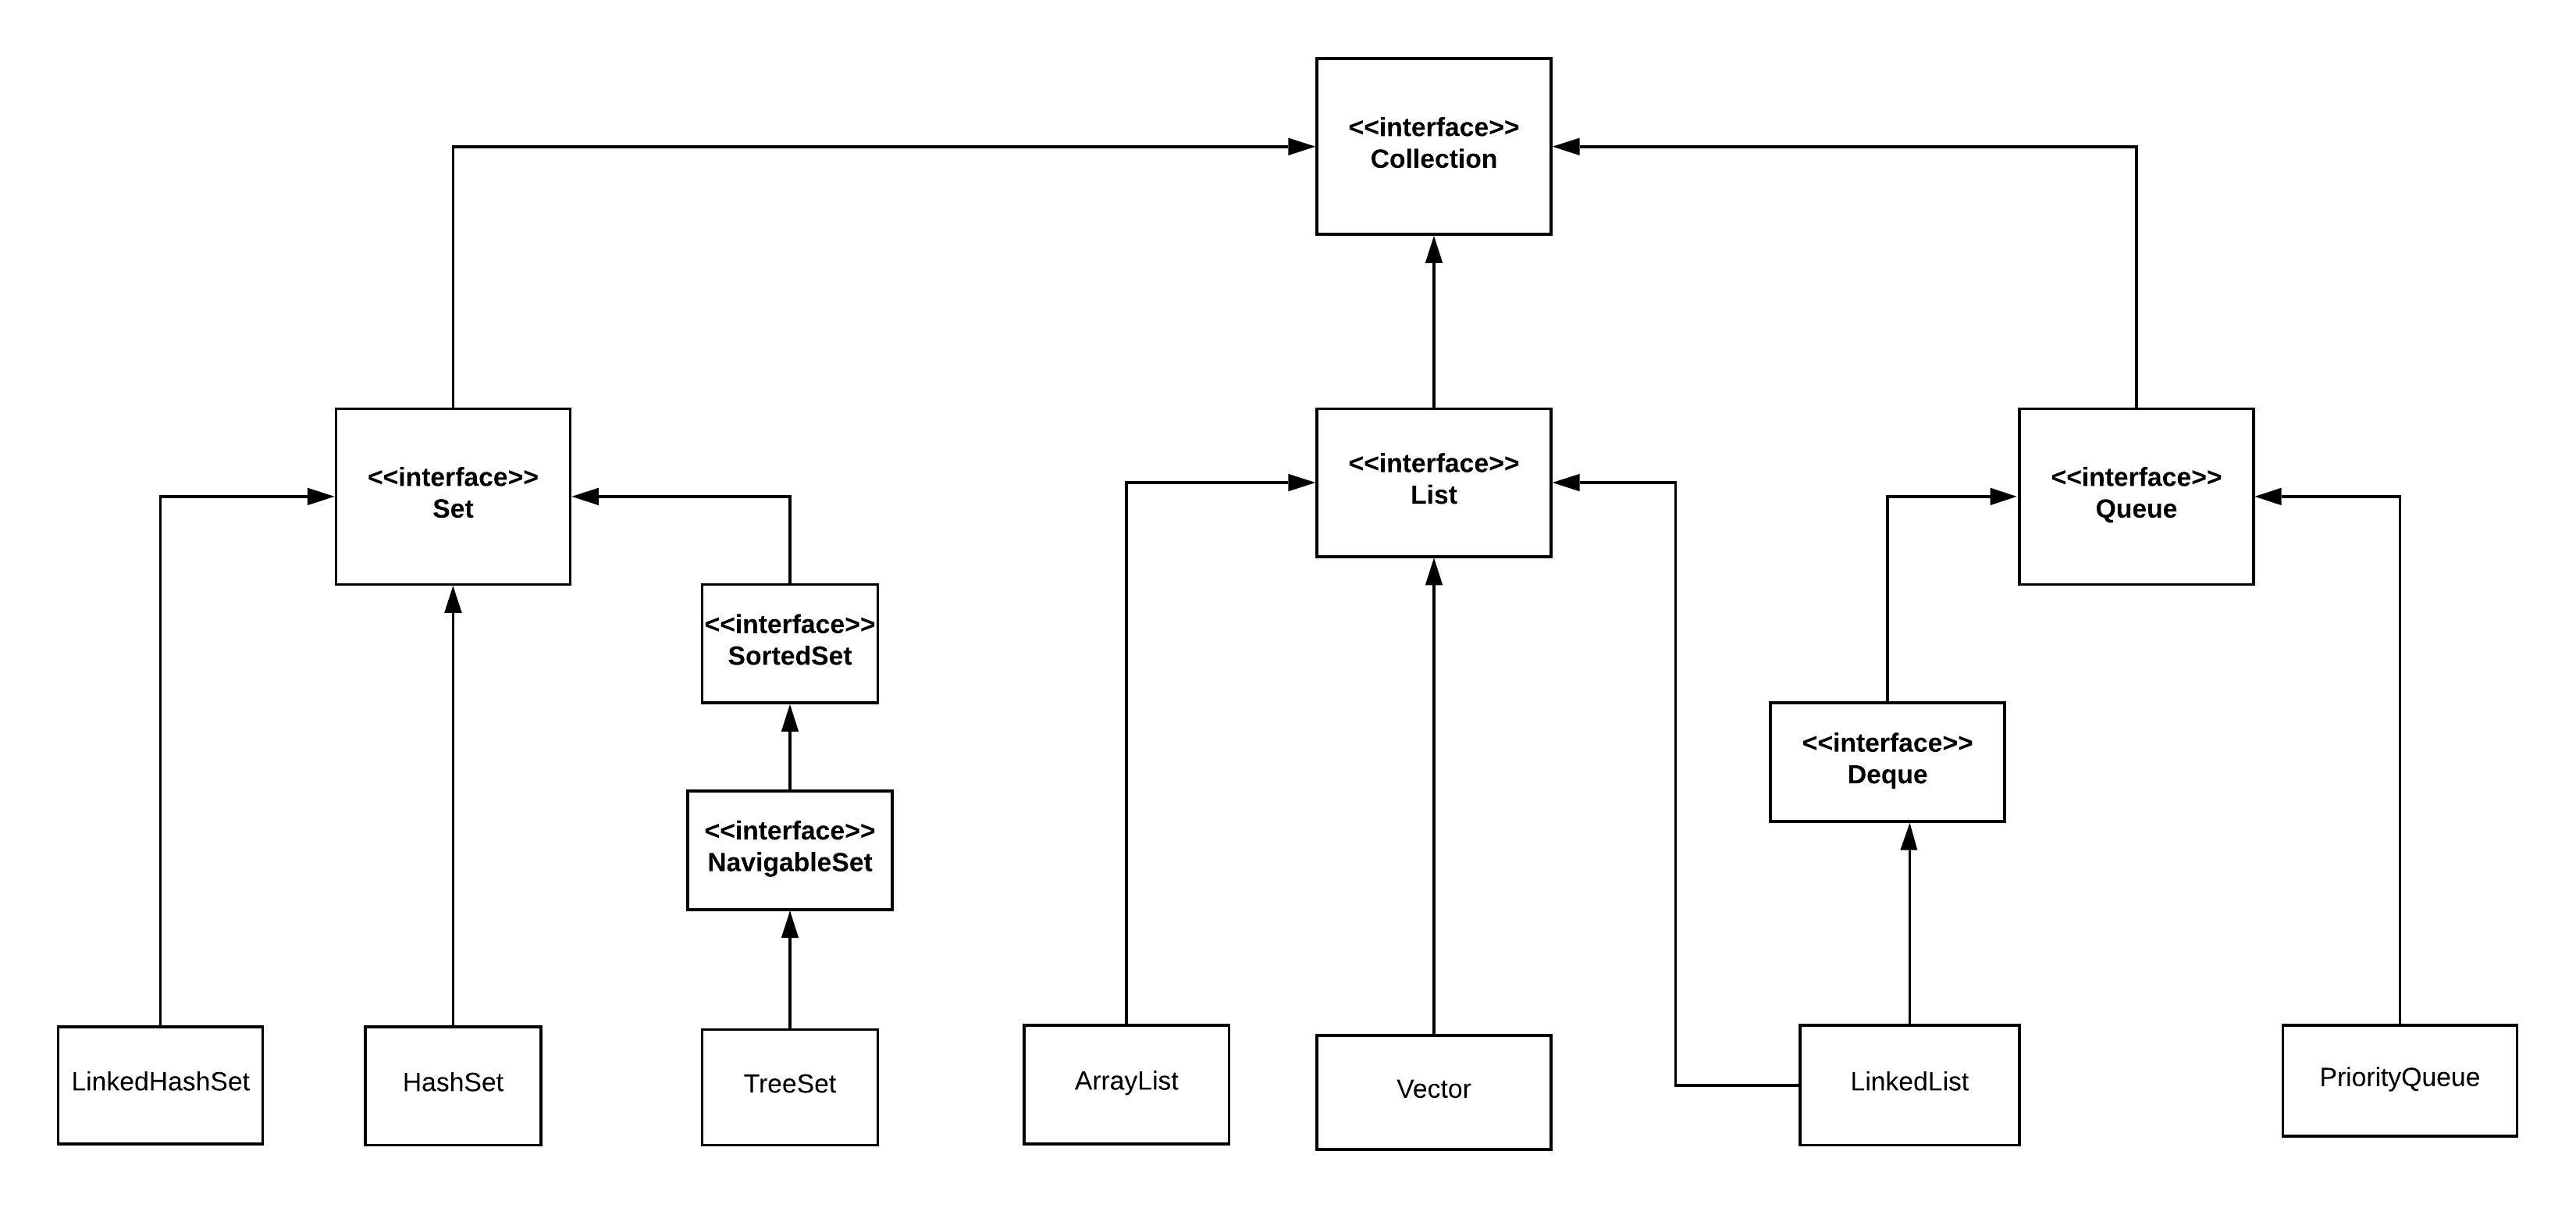 <<interface>>
Collection
<<interface>>
Set
<<interface>>
List
<<interface>>
Queue
<<interface>>
SortedSet
<<interface>>
Deque
<<interface>>
NavigableSet
LinkedHashSet
HashSet
TreeSet
ArrayList
Vector
LinkedList
PriorityQueue